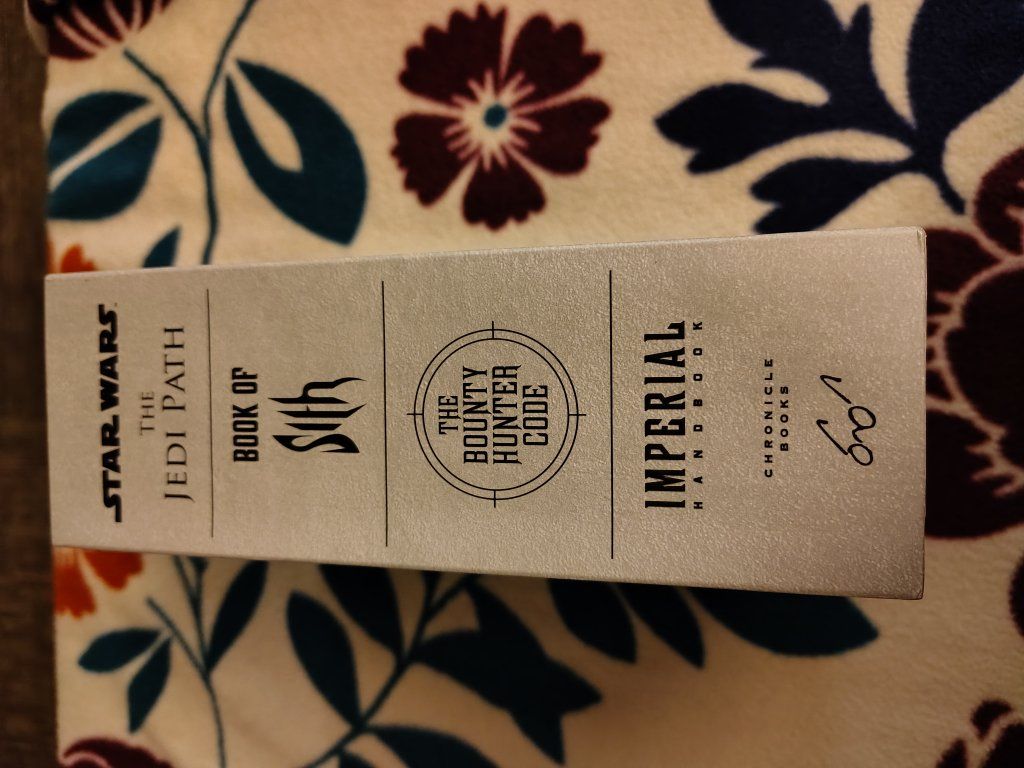 STAR WARS
THE
JEDI PATH
BOOK OF
Sith
THE
BOUNTY
HUNTER
CODE
IMPERIAL
HANDBOOK
CHRONICLE
BOOKS